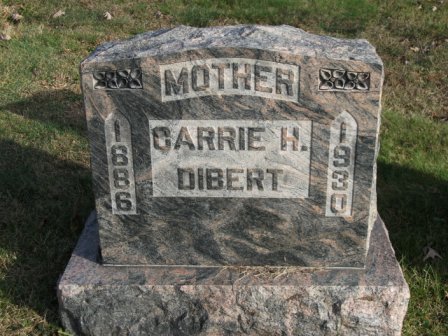 MOTHER
1886
CARRIE H.
DIBERT
1930